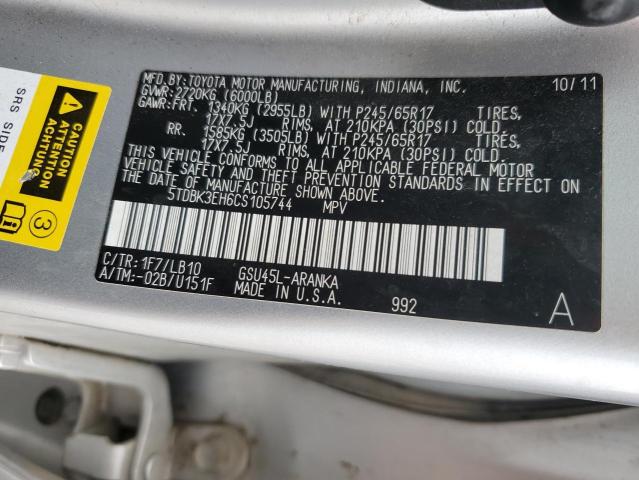 MFD.BY:TOYOTA MOTOR MANUFACTURING, INDIANA, INC. 10/11
GVWR:2720KG (6000LB)
GAWR:FRT. 1340KG (2955LB) WITH P245/65R17 TIRES,
17X7.5J RIMS, AT 210KPA (30PSI) COLD.
RR. 1585KG (3505LB) WITH P245/65R17 TIRES,
17X7.5J RIMS, AT 210KPA (30PSI) COLD.
THIS VEHICLE CONFORMS TO ALL APPLICABLE FEDERAL MOTOR
VEHICLE SAFETY AND THEFT PREVENTION STANDARDS IN EFFECT ON
THE DATE OF MANUFACTURE SHOWN ABOVE.
5TDBK3EH6CS105744 MPV
C/TR: 1F7/LB10 GSU45L-ARANKA
A/TM:-02B/U151F MADE IN U.S.A. 992 A
SRS SIDE
CAUTION
ATTENTION
ACHTUNG
3